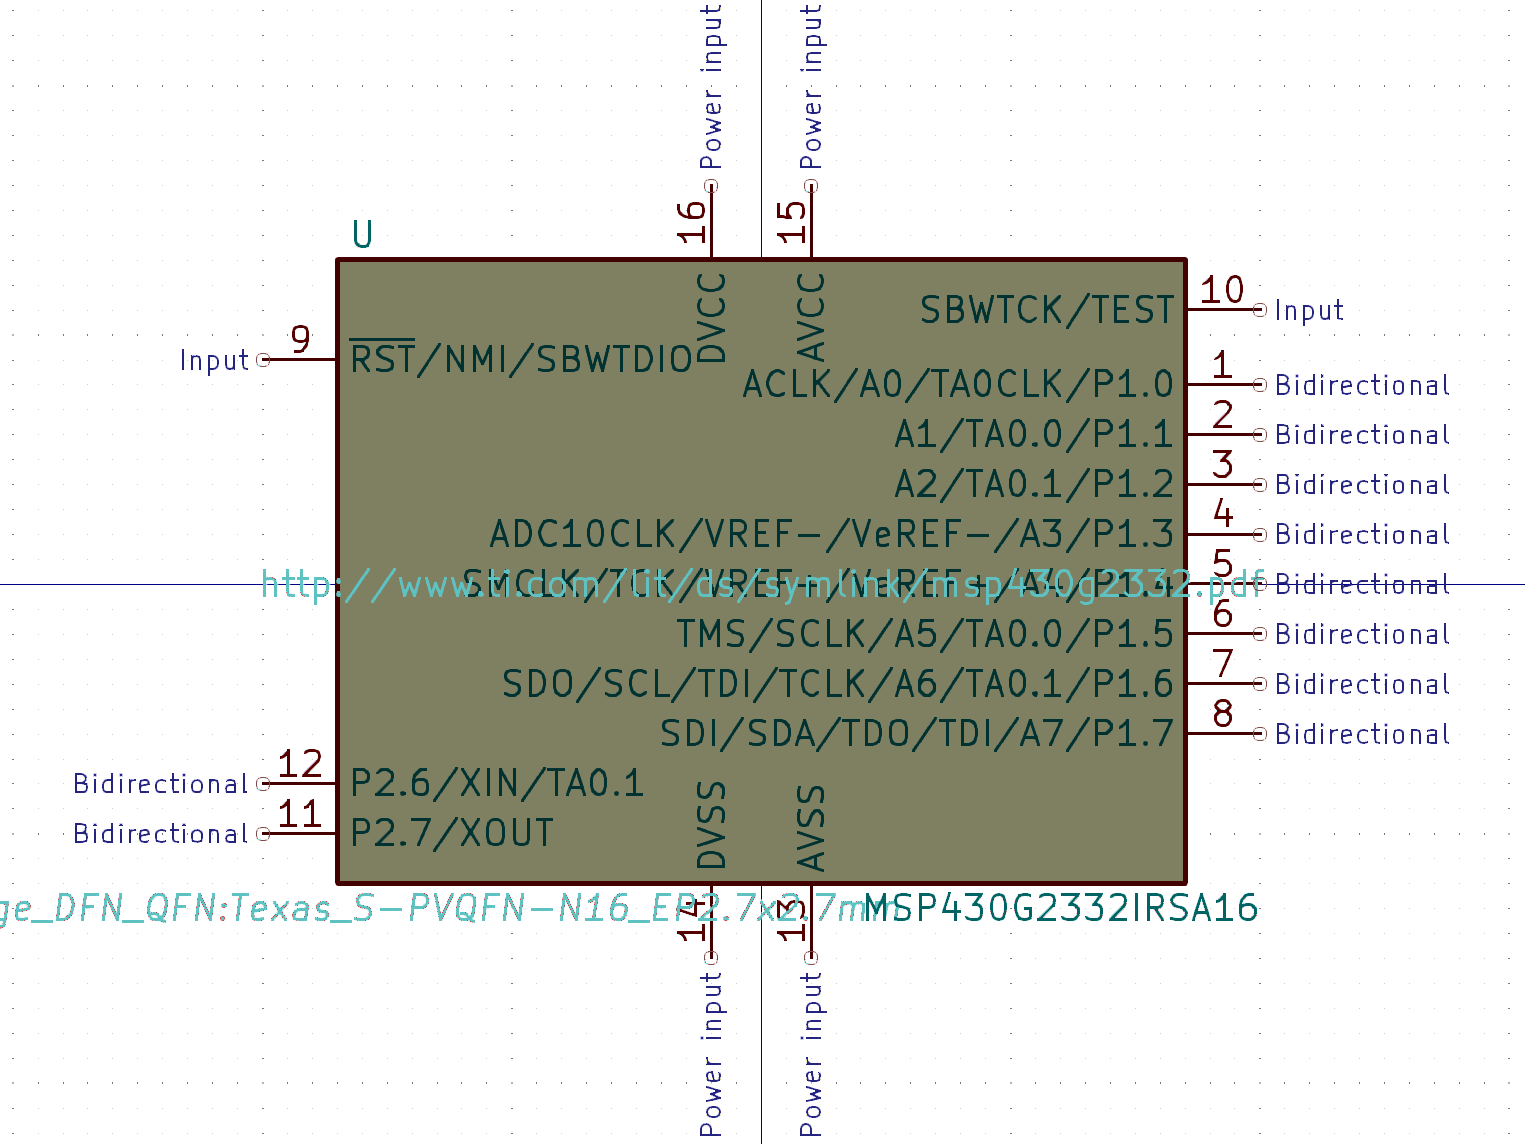 Power input
Power input
16
15
U
DVCC
AVCC
SBWTCK/TEST
10
Input
Input
9
RST/NMI/SBWTDIO
ACLK/A0/TA0CLK/P1.0
1
Bidirectional
A1/TA0.0/P1.1
2
Bidirectional
A2/TA0.1/P1.2
3
Bidirectional
ADC10CLK/VREF-/VeREF-/A3/P1.3
4
Bidirectional
SMCLK/TCK/VREF+/VeREF+/A4/P1.4
http://www.ti.com/lit/ds/symlink/msp430g2332.pdf
5
Bidirectional
TMS/SCLK/A5/TA0.0/P1.5
6
Bidirectional
SDO/SCL/TDI/TCLK/A6/TA0.1/P1.6
7
Bidirectional
SDI/SDA/TDO/TDI/A7/P1.7
8
Bidirectional
Bidirectional
12
P2.6/XIN/TA0.1
Bidirectional
11
P2.7/XOUT
DVSS
AVSS
ge_DFN_QFN:Texas_S-PVQFN-N16_EP2.7x2.7mm
MSP430G2332IRSA16
14
13
Power input
Power input